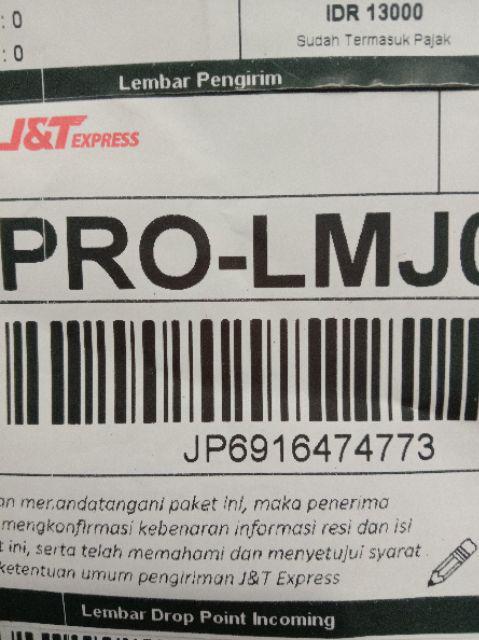 : 0
IDR 13000
Sudah Termasuk Pajak
: 0
Lembar Pengirim
J&T EXPRESS
PRO-LMJ0
JP6916474773
an menandatangani paket ini, maka penerima
mengkonfirmasi kebenaran informasi resi dan isi
t ini, serta telah memahami dan menyetujui syarat
ketentuan umum pengiriman J&T Express
Lembar Drop Point Incoming